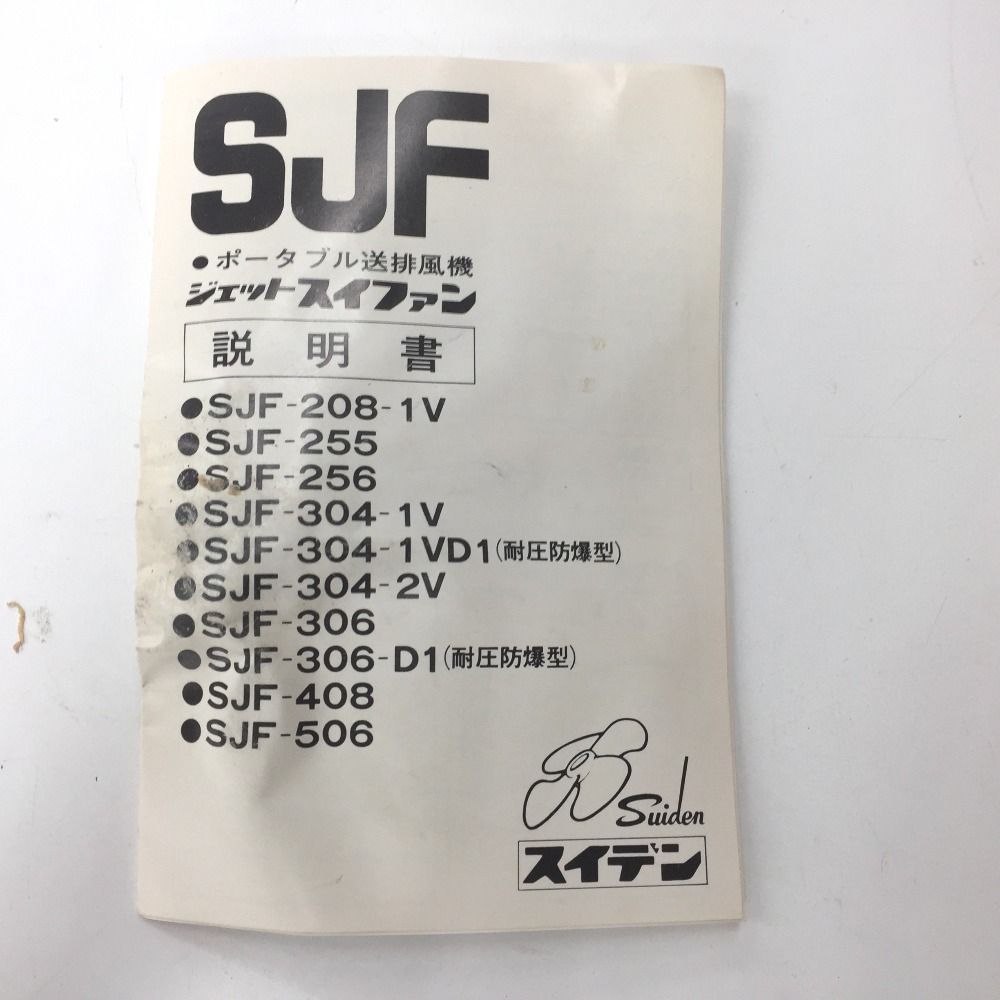 SJF
●ポータブル送排風機
ジェットスイファン
説明書
●SJF-208-1V
●SJF-255
●SJF-256
●SJF-304-1V
●SJF-304-1VD1(耐圧防爆型)
●SJF-304-2V
●SJF-306
●SJF-306-D1(耐圧防爆型)
●SJF-408
●SJF-506
Suiden
スイデン